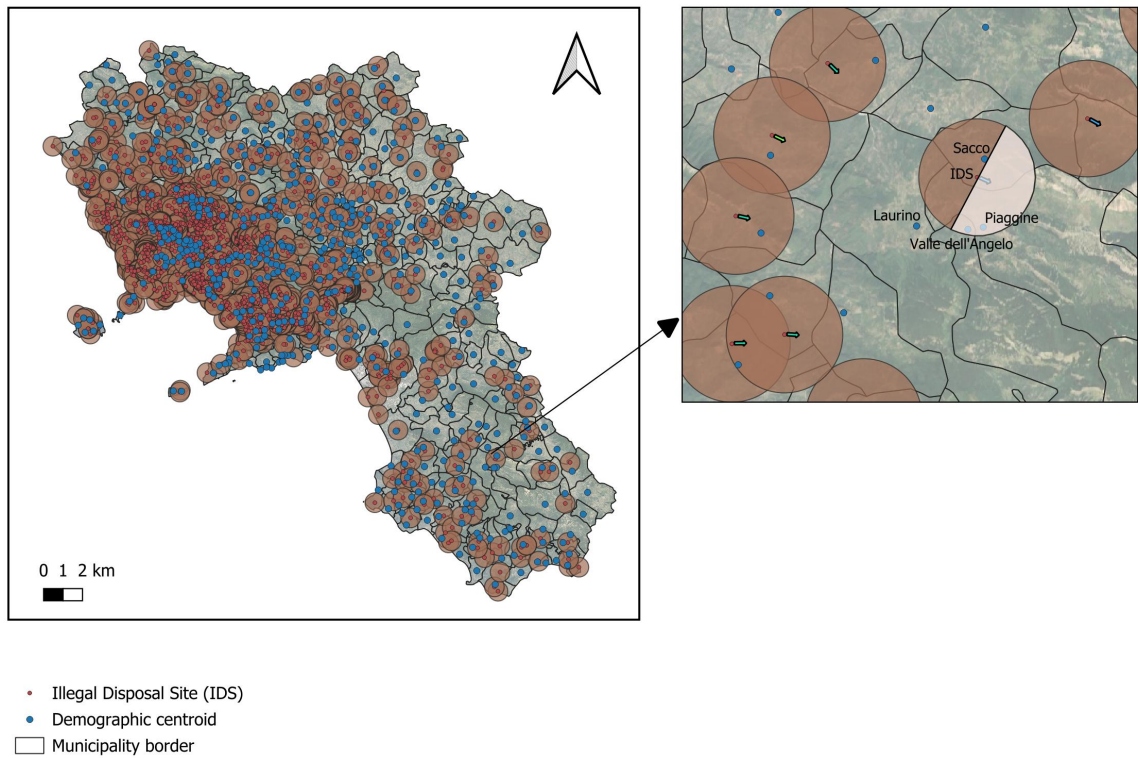 Sacco
IDS
Laurino
Piaggine
Valle dell'Angelo
0 1 2 km
Illegal Disposal Site (IDS)
Demographic centroid
Municipality border